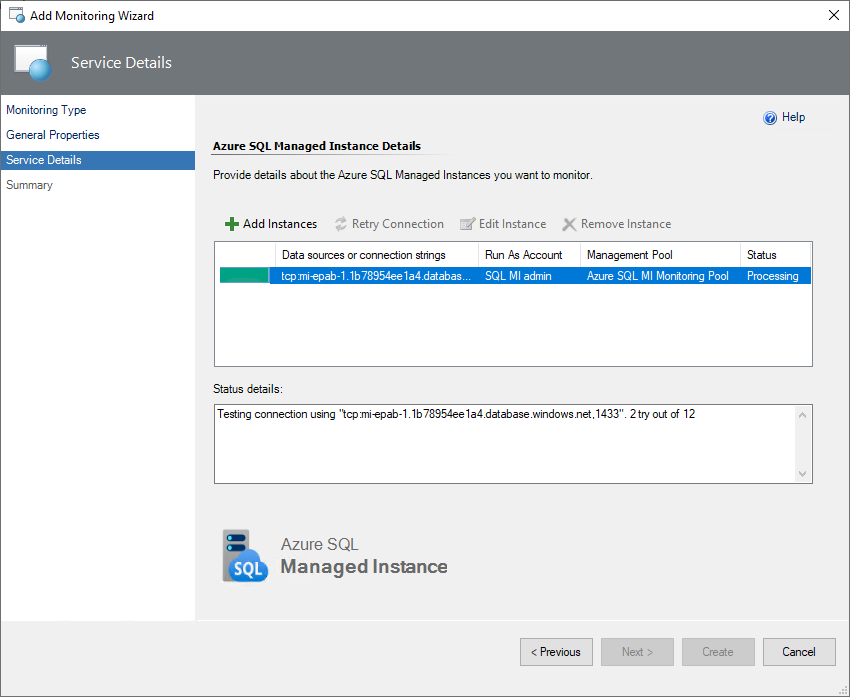 Add Monitoring Wizard
Service Details
Monitoring Type
General Properties
Service Details
Summary
Help
Azure SQL Managed Instance Details
Provide details about the Azure SQL Managed Instances you want to monitor.
Add Instances Retry Connection Edit Instance Remove Instance
Data sources or connection strings Run As Account Management Pool Status
tcp:mi-epab-1.1b78954ee1a4.databas... SQL MI admin Azure SQL MI Monitoring Pool Processing
Status details:
Testing connection using "tcp:mi-epab-1.1b78954ee1a4.database.windows.net,1433". 2 try out of 12
SQL
Azure SQL
Managed Instance
< Previous Next > Create Cancel